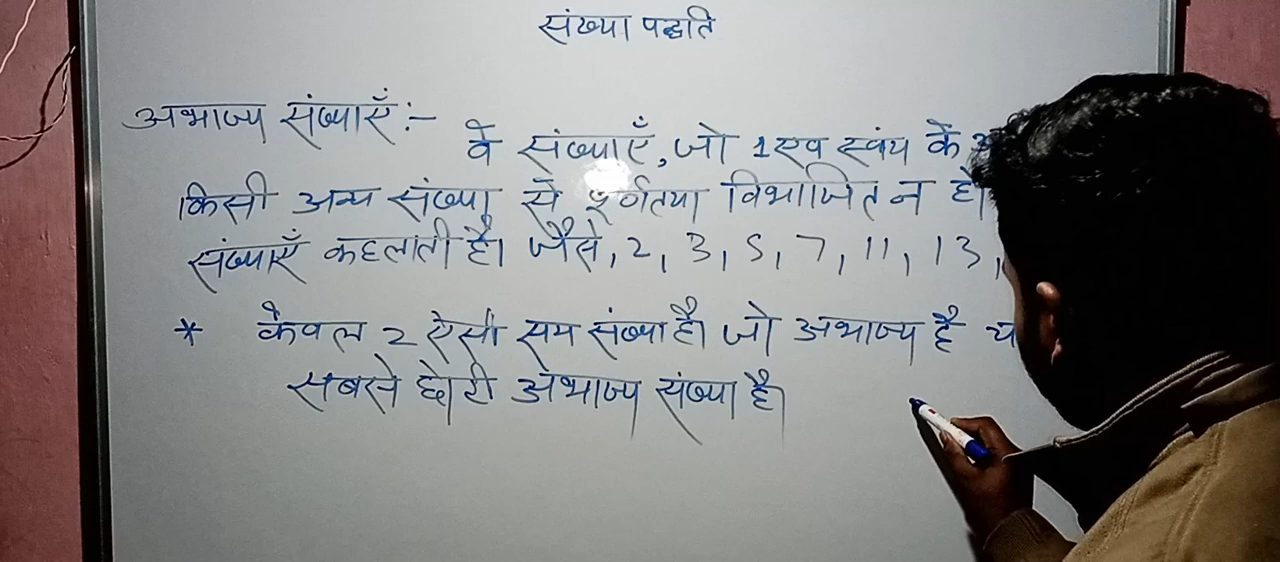 संख्या पद्धति
अभाज्य संख्याएँ:-
वे संख्याएँ, जो 1 एव स्वंय के
किसी अन्य संख्या से पूर्णतया विभाजित न हो
संख्याएँ कहलाती है। जैसे, 2, 3, 5, 7, 11, 13,
* केवल 2 ऐसी सम संख्या है। जो अभाज्य है
सबसे छोटी अभाज्य संख्या है।